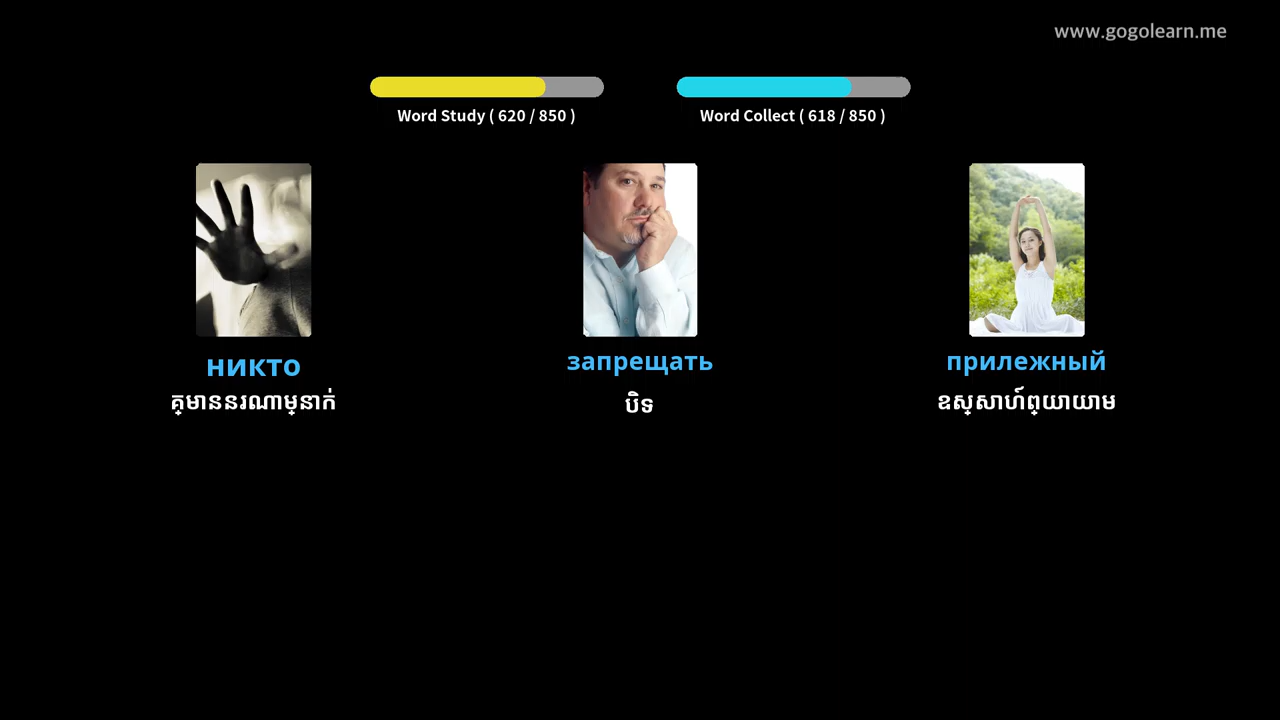 www.gogolearn.me
Word Study ( 620 / 850 )
Word Collect ( 618 / 850 )
никто
запрещать
прилежный
គ្មាននរណាម្នាក់
បិទ
ឧស្សាហ៍ព្យាយាម